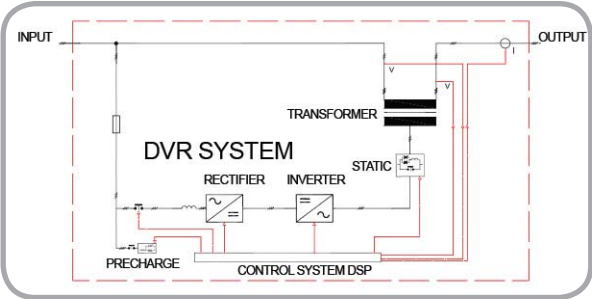 INPUT
OUTPUT
I
V
V
TRANSFORMER
DVR SYSTEM
STATIC
RECTIFIER
INVERTER
PRECHARGE
CONTROL SYSTEM DSP